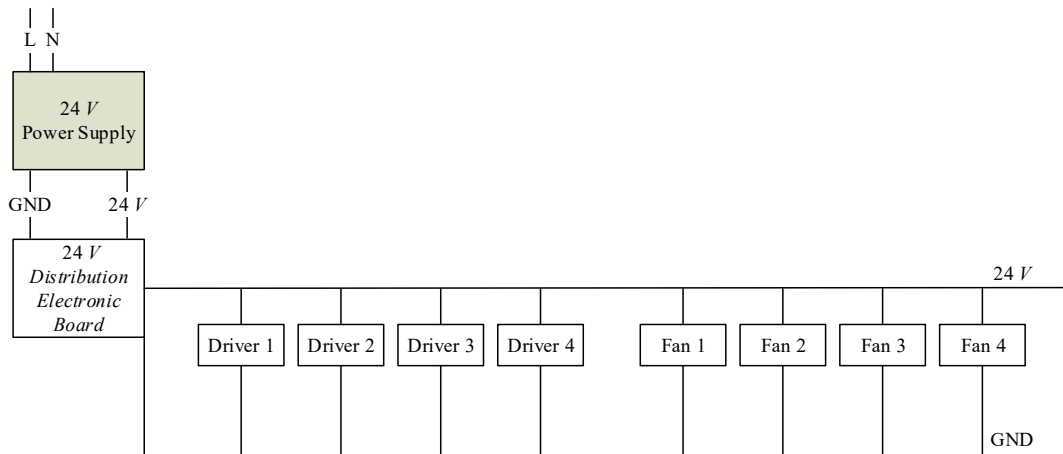 L N
24 V
Power Supply
GND 24 V
24 V
Distribution
Electronic
Board
24 V
Driver 1 Driver 2 Driver 3 Driver 4 Fan 1 Fan 2 Fan 3 Fan 4
GND